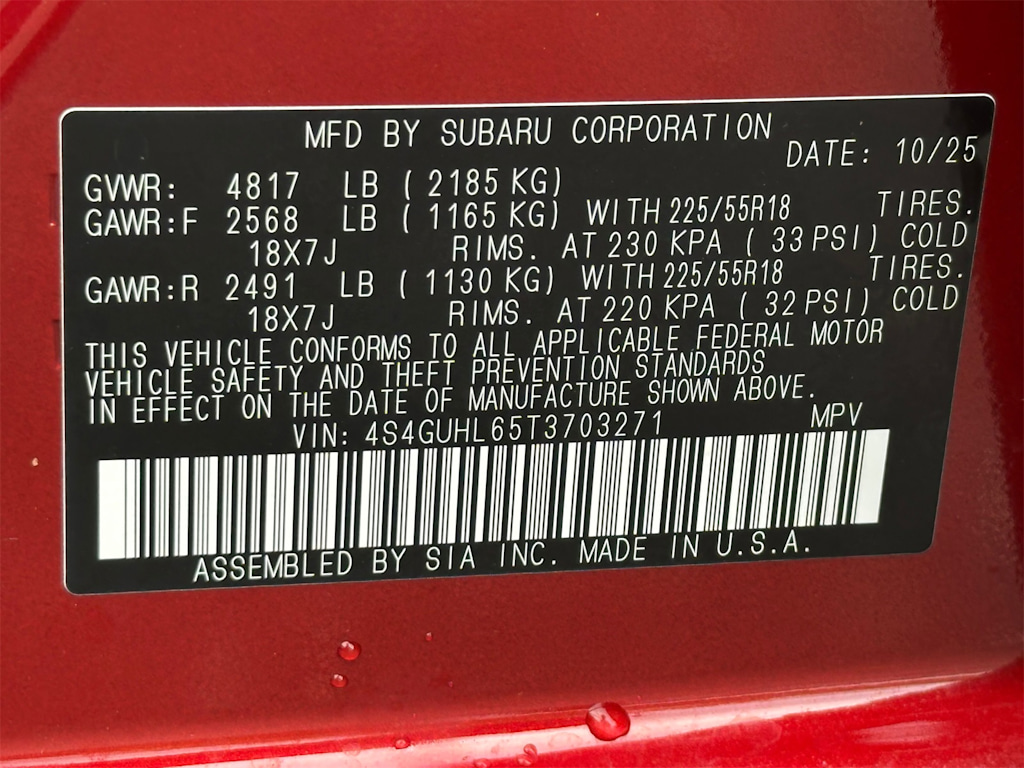 MFD BY SUBARU CORPORATION
DATE: 10/25
GVWR: 4817 LB ( 2185 KG)
GAWR:F 2568 LB ( 1165 KG) WITH 225/55R18 TIRES.
18X7J RIMS. AT 230 KPA ( 33 PSI) COLD
GAWR:R 2491 LB ( 1130 KG) WITH 225/55R18 TIRES.
18X7J RIMS. AT 220 KPA ( 32 PSI) COLD
THIS VEHICLE CONFORMS TO ALL APPLICABLE FEDERAL MOTOR
VEHICLE SAFETY AND THEFT PREVENTION STANDARDS
IN EFFECT ON THE DATE OF MANUFACTURE SHOWN ABOVE.
VIN: 4S4GUHL65T3703271 MPV
ASSEMBLED BY SIA INC. MADE IN U.S.A.